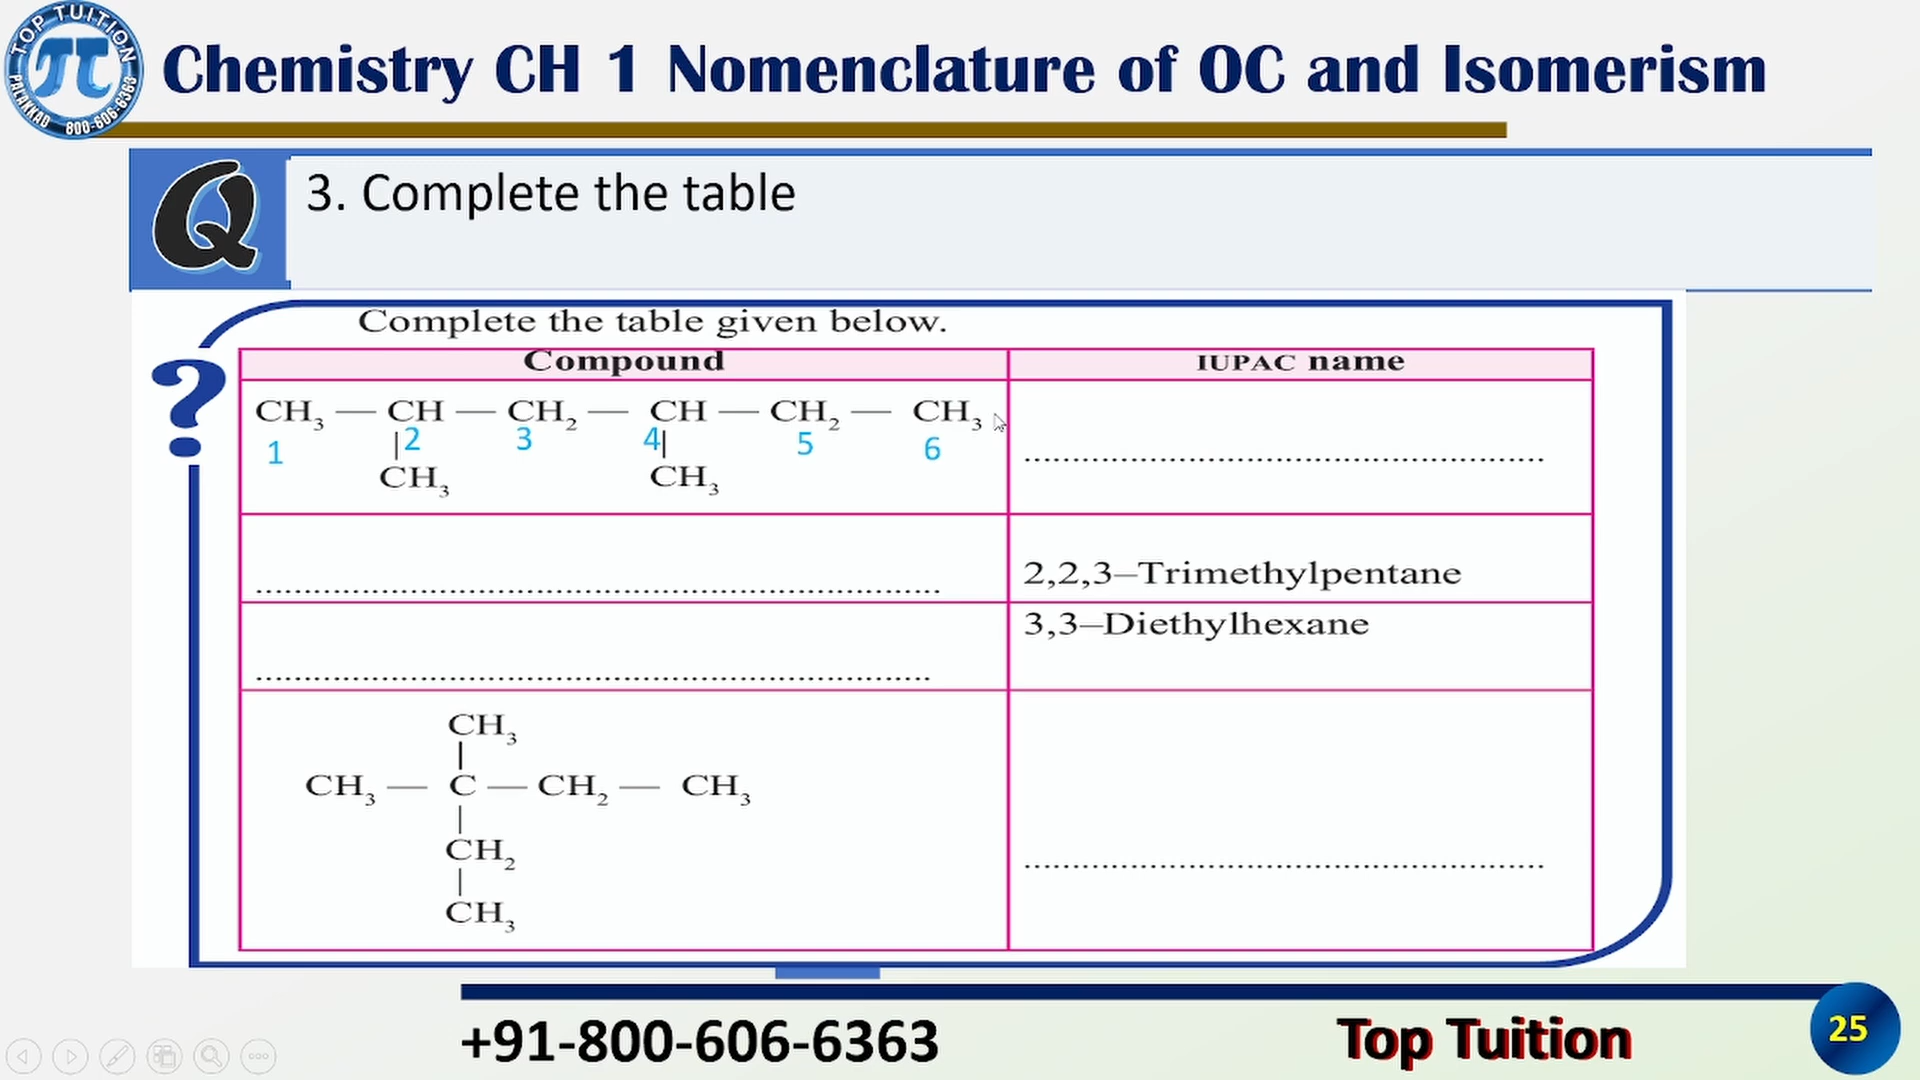 TOP TUITION
PALAKKAD 800-606-6363
Chemistry CH 1 Nomenclature of OC and Isomerism
Q
3. Complete the table
?
Complete the table given below.
Compound
IUPAC name
CH₃ — CH — CH₂ — CH — CH₂ — CH₃
1 |2 3 4| 5 6
CH₃ CH₃
........................................................
........................................................
2,2,3–Trimethylpentane
3,3–Diethylhexane
........................................................
CH₃
|
CH₃ — C — CH₂ — CH₃
|
CH₂
|
CH₃
........................................................
+91-800-606-6363
Top Tuition
25